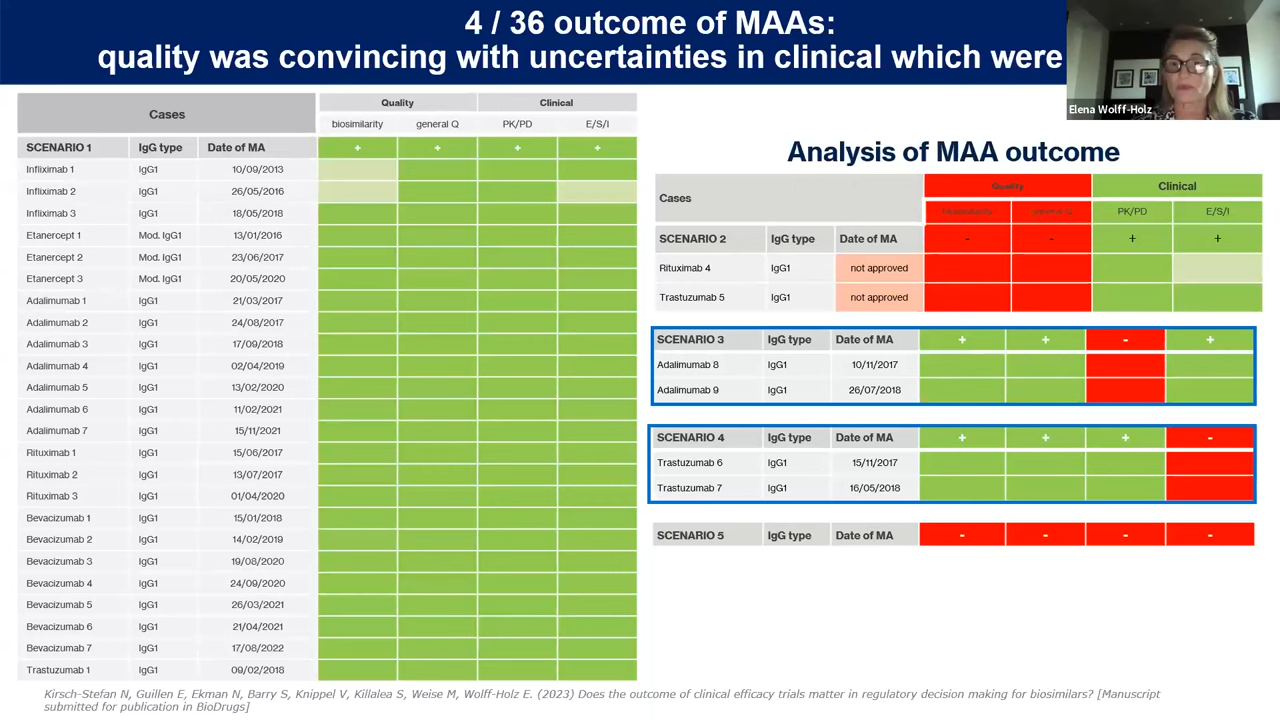 4 / 36 outcome of MAAs:
quality was convincing with uncertainties in clinical which were
Elena Wolff-Holz
Cases
Quality
Clinical
biosimilarity
general Q
PK/PD
E/S/I
SCENARIO 1 IgG type Date of MA + + + +
Infliximab 1 IgG1 10/09/2013
Infliximab 2 IgG1 26/05/2016
Infliximab 3 IgG1 18/05/2018
Etanercept 1 Mod. IgG1 13/01/2016
Etanercept 2 Mod. IgG1 23/06/2017
Etanercept 3 Mod. IgG1 20/05/2020
Adalimumab 1 IgG1 21/03/2017
Adalimumab 2 IgG1 24/08/2017
Adalimumab 3 IgG1 17/09/2018
Adalimumab 4 IgG1 02/04/2019
Adalimumab 5 IgG1 13/02/2020
Adalimumab 6 IgG1 11/02/2021
Adalimumab 7 IgG1 15/11/2021
Rituximab 1 IgG1 15/06/2017
Rituximab 2 IgG1 13/07/2017
Rituximab 3 IgG1 01/04/2020
Bevacizumab 1 IgG1 15/01/2018
Bevacizumab 2 IgG1 14/02/2019
Bevacizumab 3 IgG1 19/08/2020
Bevacizumab 4 IgG1 24/09/2020
Bevacizumab 5 IgG1 26/03/2021
Bevacizumab 6 IgG1 21/04/2021
Bevacizumab 7 IgG1 17/08/2022
Trastuzumab 1 IgG1 09/02/2018
Analysis of MAA outcome
Cases
Quality
Clinical
biosimilarity
general Q
PK/PD
E/S/I
SCENARIO 2 IgG type Date of MA - - + +
Rituximab 4 IgG1 not approved
Trastuzumab 5 IgG1 not approved
SCENARIO 3 IgG type Date of MA + + - +
Adalimumab 8 IgG1 10/11/2017
Adalimumab 9 IgG1 26/07/2018
SCENARIO 4 IgG type Date of MA + + + -
Trastuzumab 6 IgG1 15/11/2017
Trastuzumab 7 IgG1 16/05/2018
SCENARIO 5 IgG type Date of MA - - - -
Kirsch-Stefan N, Guillen E, Ekman N, Barry S, Knippel V, Killalea S, Weise M, Wolff-Holz E. (2023) Does the outcome of clinical efficacy trials matter in regulatory decision making for biosimilars? [Manuscript
submitted for publication in BioDrugs]